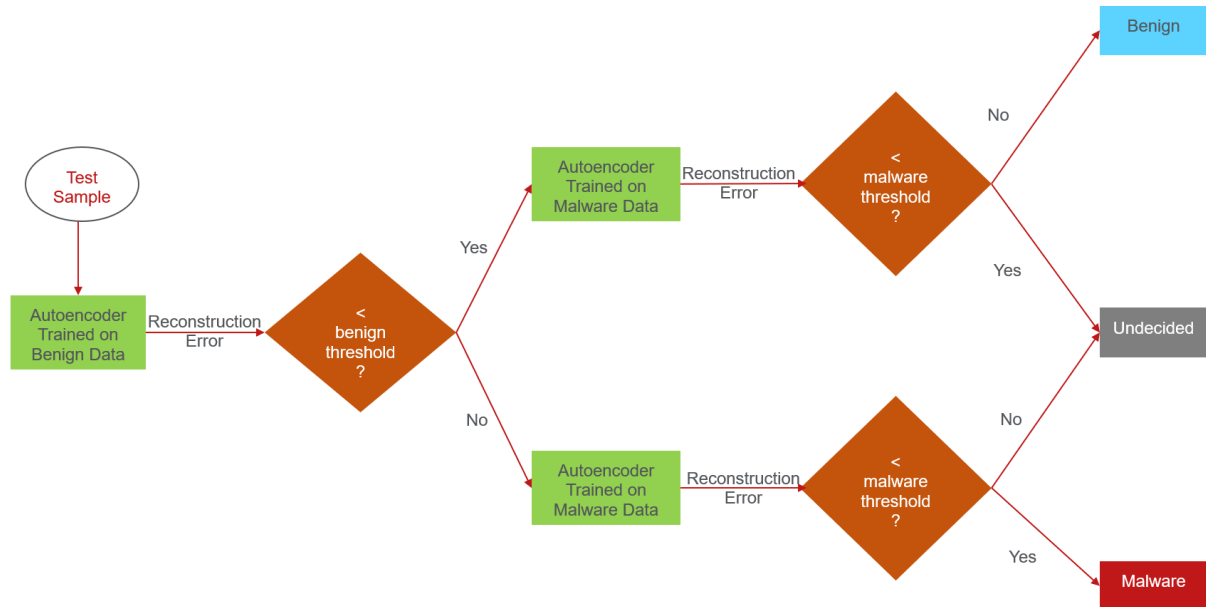 Test
Sample
Autoencoder
Trained on
Benign Data
Reconstruction
Error
<
benign
threshold
?
Yes
No
Autoencoder
Trained on
Malware Data
Reconstruction
Error
<
malware
threshold
?
No
Yes
Autoencoder
Trained on
Malware Data
Reconstruction
Error
<
malware
threshold
?
No
Yes
Benign
Undecided
Malware